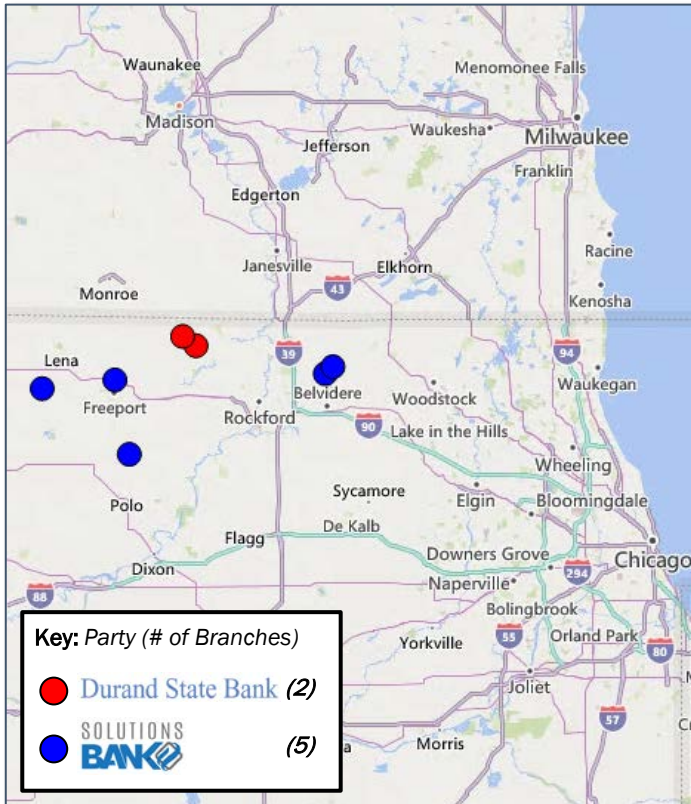 Waunakee
Menomonee Falls
Madison
Waukesha
Milwaukee
Jefferson
Franklin
Edgerton
Racine
Janesville
Elkhorn
43
Monroe
Kenosha
39
94
Lena
Waukegan
Freeport
Belvidere
Woodstock
Rockford
90
Lake in the Hills
Wheeling
Sycamore
Elgin
Bloomingdale
Polo
De Kalb
Flagg
Downers Grove
Chicago
Dixon
294
Naperville
88
Bolingbrook
Key: Party (# of Branches)
Yorkville
55
Orland Park
80
Durand State Bank (2)
Joliet
57
SOLUTIONS
BANK (5)
Morris